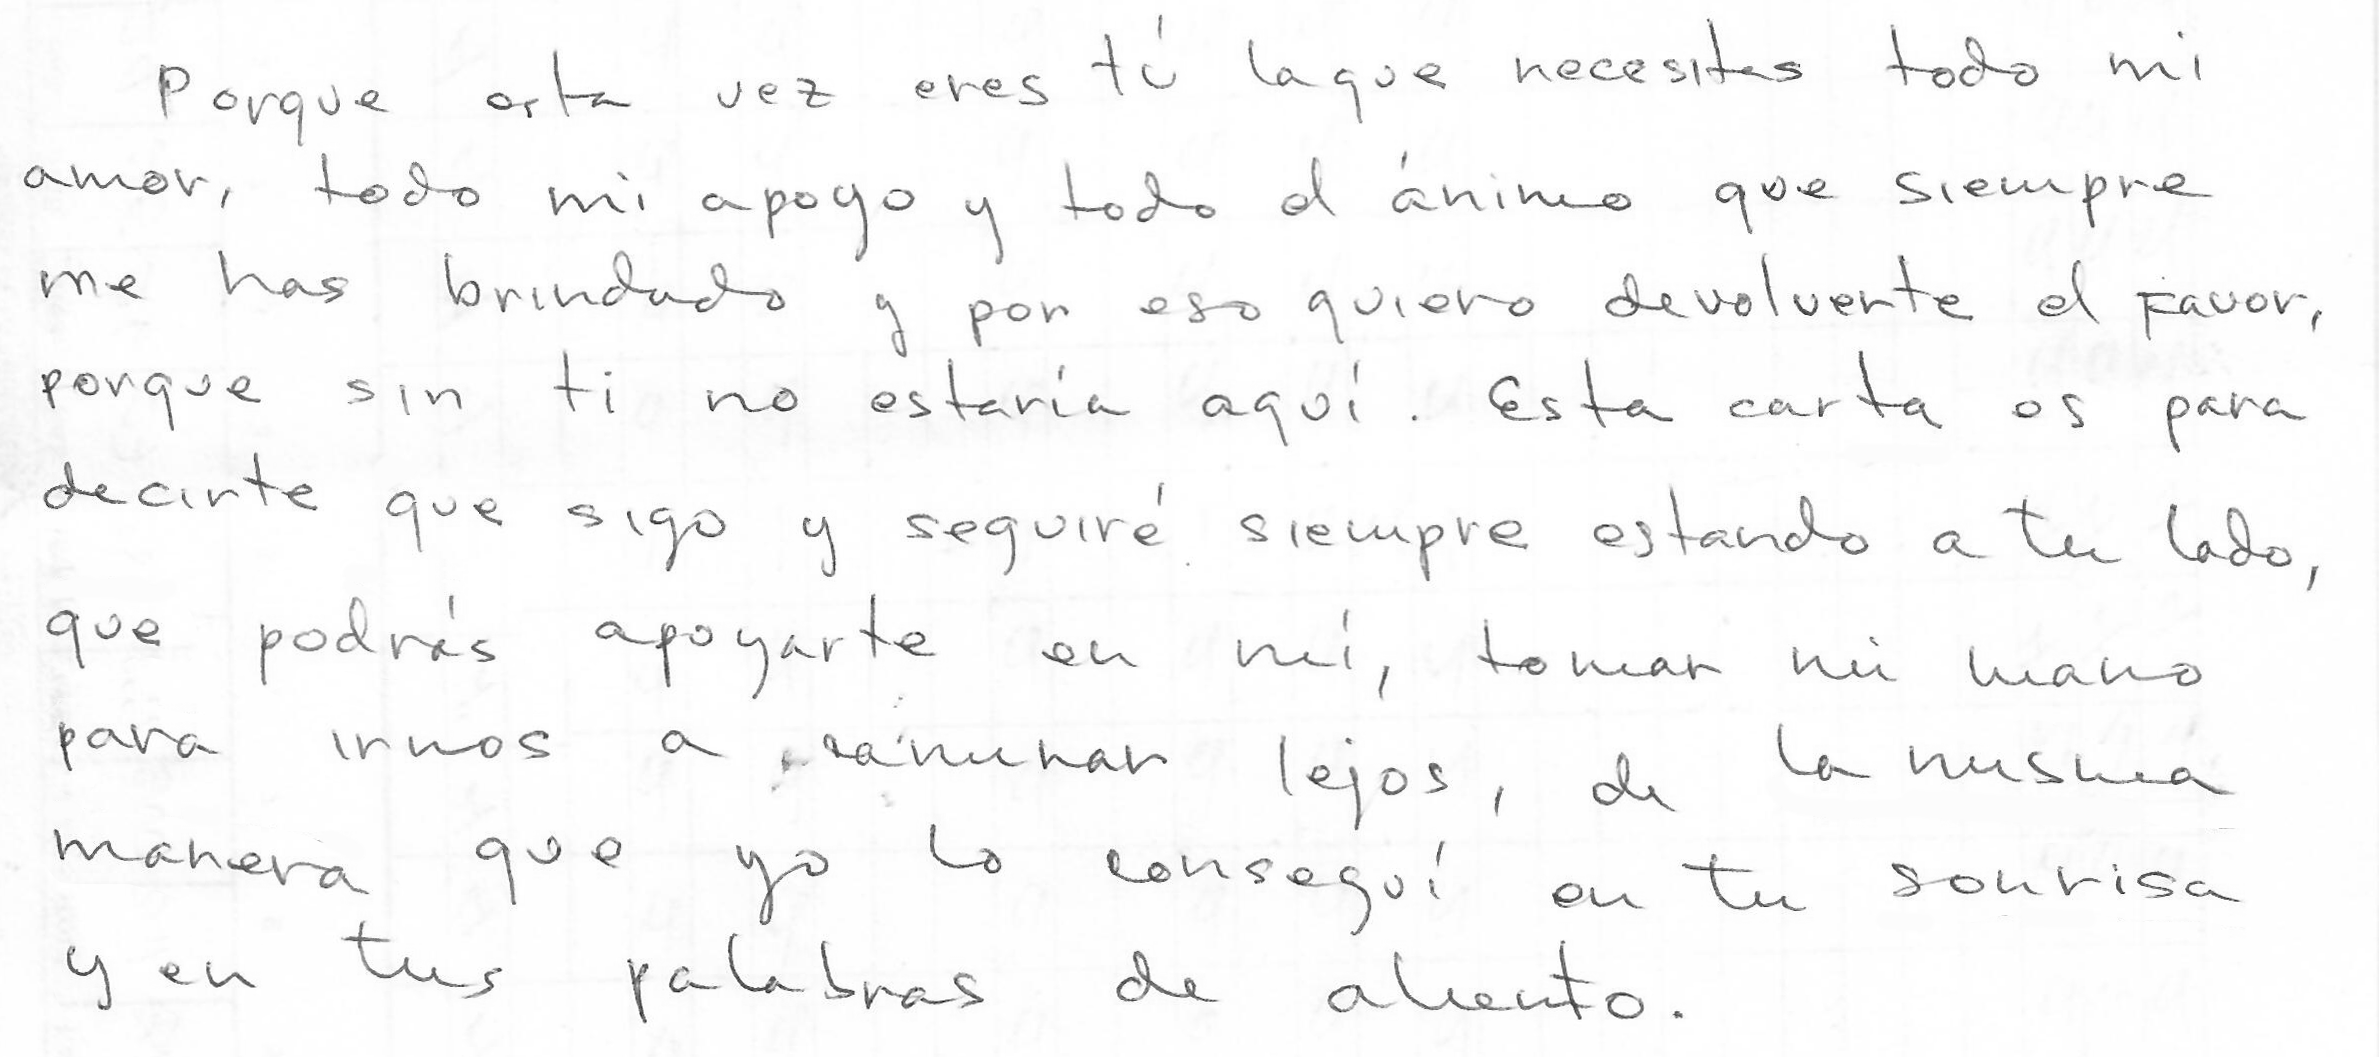 Porque esta vez eres tú la que necesitas todo mi
amor, todo mi apoyo y todo el ánimo que siempre
me has brindado y por eso quiero devolverte el favor,
porque sin ti no estaría aquí. Esta carta es para
decirte que sigo y seguiré siempre estando a tu lado,
que podrás apoyarte en mí, tomar mi mano
para irnos a caminar lejos, de la misma
manera que yo lo conseguí en tu sonrisa
y en tus palabras de aliento.